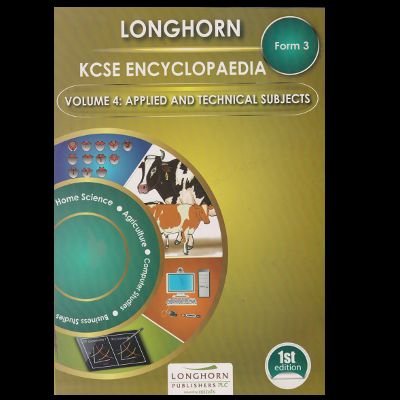 LONGHORN
Form 3
KCSE ENCYCLOPAEDIA
VOLUME 4: APPLIED AND TECHNICAL SUBJECTS
Home Science • Agriculture • Computer Studies • Business Studies
LONGHORN
PUBLISHERS PLC
1st
edition